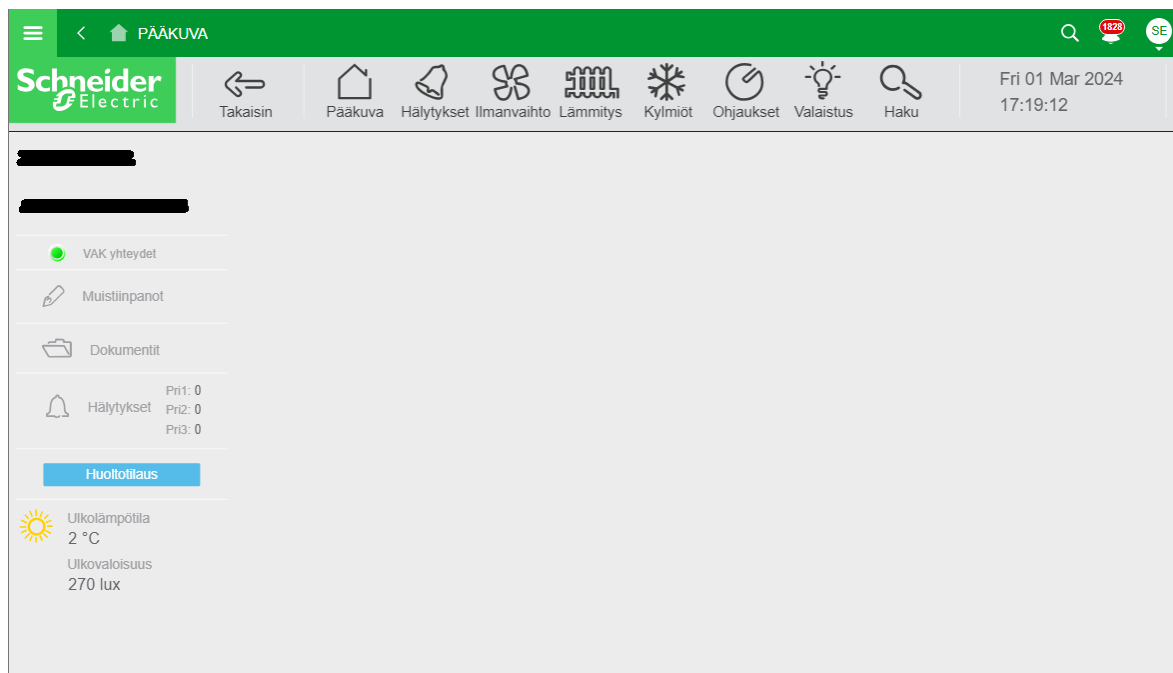 PÄÄKUVA
1828
SE
Schneider
Electric
Takaisin
Pääkuva
Hälytykset
Ilmanvaihto
Lämmitys
Kylmiöt
Ohjaukset
Valaistus
Haku
Fri 01 Mar 2024
17:19:12
VAK yhteydet
Muistiinpanot
Dokumentit
Hälytykset
Pri1: 0
Pri2: 0
Pri3: 0
Huoltotilaus
Ulkolämpötila
2 °C
Ulkovaloisuus
270 lux